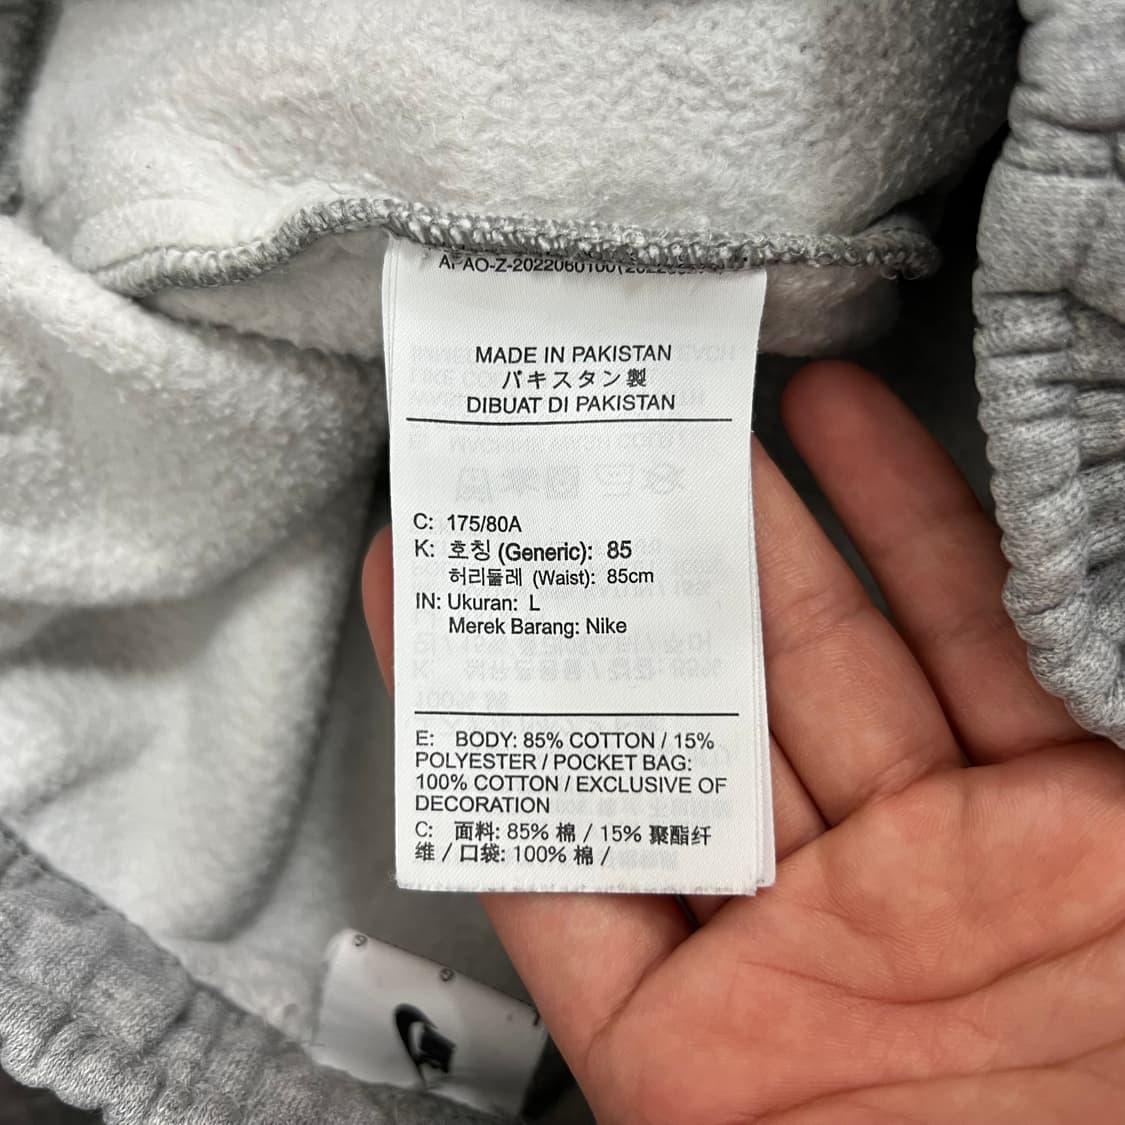 MADE IN PAKISTAN
パキスタン製
DIBUAT DI PAKISTAN
C: 175/80A
K: 호칭 (Generic): 85
허리둘레 (Waist): 85cm
IN: Ukuran: L
Merek Barang: Nike
E: BODY: 85% COTTON / 15%
POLYESTER / POCKET BAG:
100% COTTON / EXCLUSIVE OF
DECORATION
C: 面料: 85% 棉 / 15% 聚酯纤
维 / 口袋: 100% 棉 /